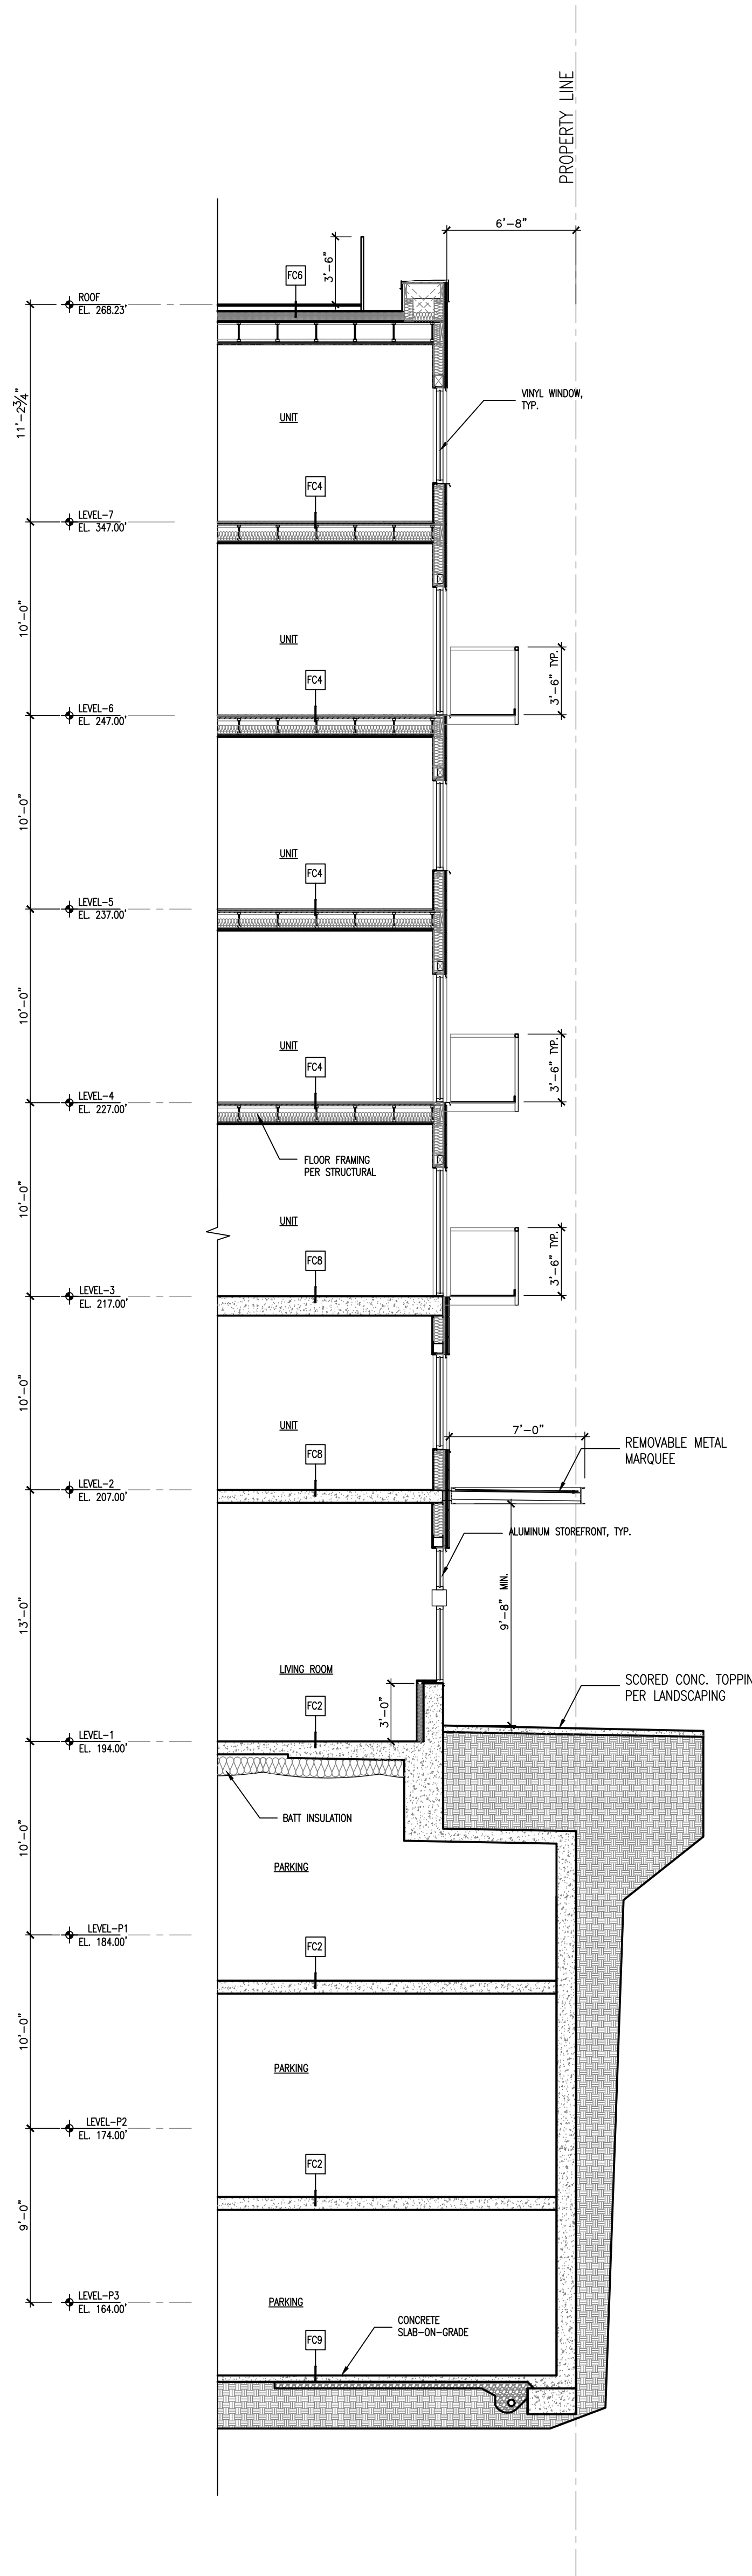 PROPERTY LINE
6'-8"
3'-6"
FC6
ROOF
EL. 268.23'
11'-2¾"
VINYL WINDOW,
TYP.
UNIT
FC4
LEVEL-7
EL. 347.00'
10'-0"
UNIT
3'-6" TYP.
FC4
LEVEL-6
EL. 247.00'
10'-0"
UNIT
FC4
LEVEL-5
EL. 237.00'
10'-0"
UNIT
3'-6" TYP.
FC4
LEVEL-4
EL. 227.00'
FLOOR FRAMING
PER STRUCTURAL
10'-0"
UNIT
3'-6" TYP.
FC8
LEVEL-3
EL. 217.00'
10'-0"
UNIT
7'-0"
REMOVABLE METAL
MARQUEE
FC8
LEVEL-2
EL. 207.00'
ALUMINUM STOREFRONT, TYP.
9'-8" MIN.
13'-0"
LIVING ROOM
3'-0"
SCORED CONC. TOPPIN
PER LANDSCAPING
FC2
LEVEL-1
EL. 194.00'
BATT INSULATION
10'-0"
PARKING
LEVEL-P1
EL. 184.00'
FC2
10'-0"
PARKING
LEVEL-P2
EL. 174.00'
FC2
9'-0"
LEVEL-P3
EL. 164.00'
PARKING
CONCRETE
SLAB-ON-GRADE
FC9